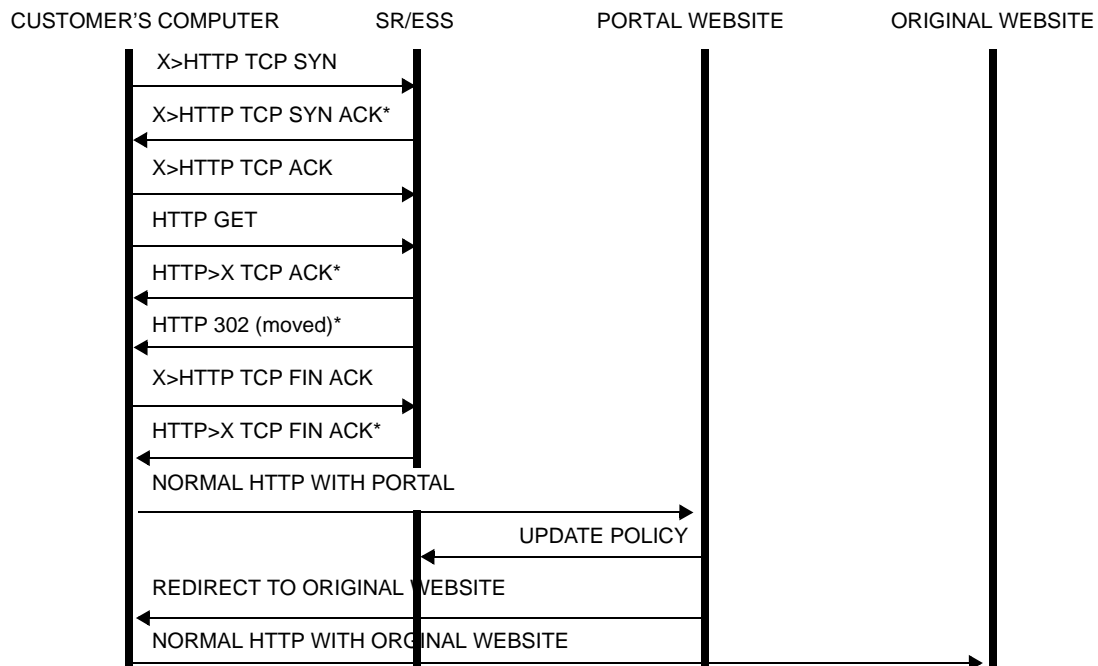 CUSTOMER'S COMPUTER SR/ESS PORTAL WEBSITE ORIGINAL WEBSITE
X>HTTP TCP SYN
X>HTTP TCP SYN ACK*
X>HTTP TCP ACK
HTTP GET
HTTP>X TCP ACK*
HTTP 302 (moved)*
X>HTTP TCP FIN ACK
HTTP>X TCP FIN ACK*
NORMAL HTTP WITH PORTAL
UPDATE POLICY
REDIRECT TO ORIGINAL WEBSITE
NORMAL HTTP WITH ORGINAL WEBSITE